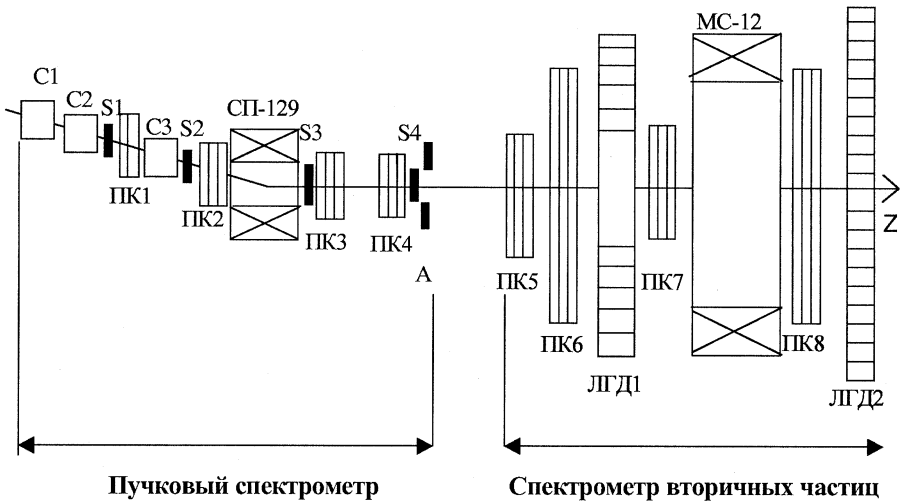 МС-12
С1
С2
S1
С3
S2
СП-129
S3
S4
ПК1
ПК2
ПК3
ПК4
А
ПК5
ПК6
ЛГД1
ПК7
ПК8
ЛГД2
Z
Пучковый спектрометр
Спектрометр вторичных частиц